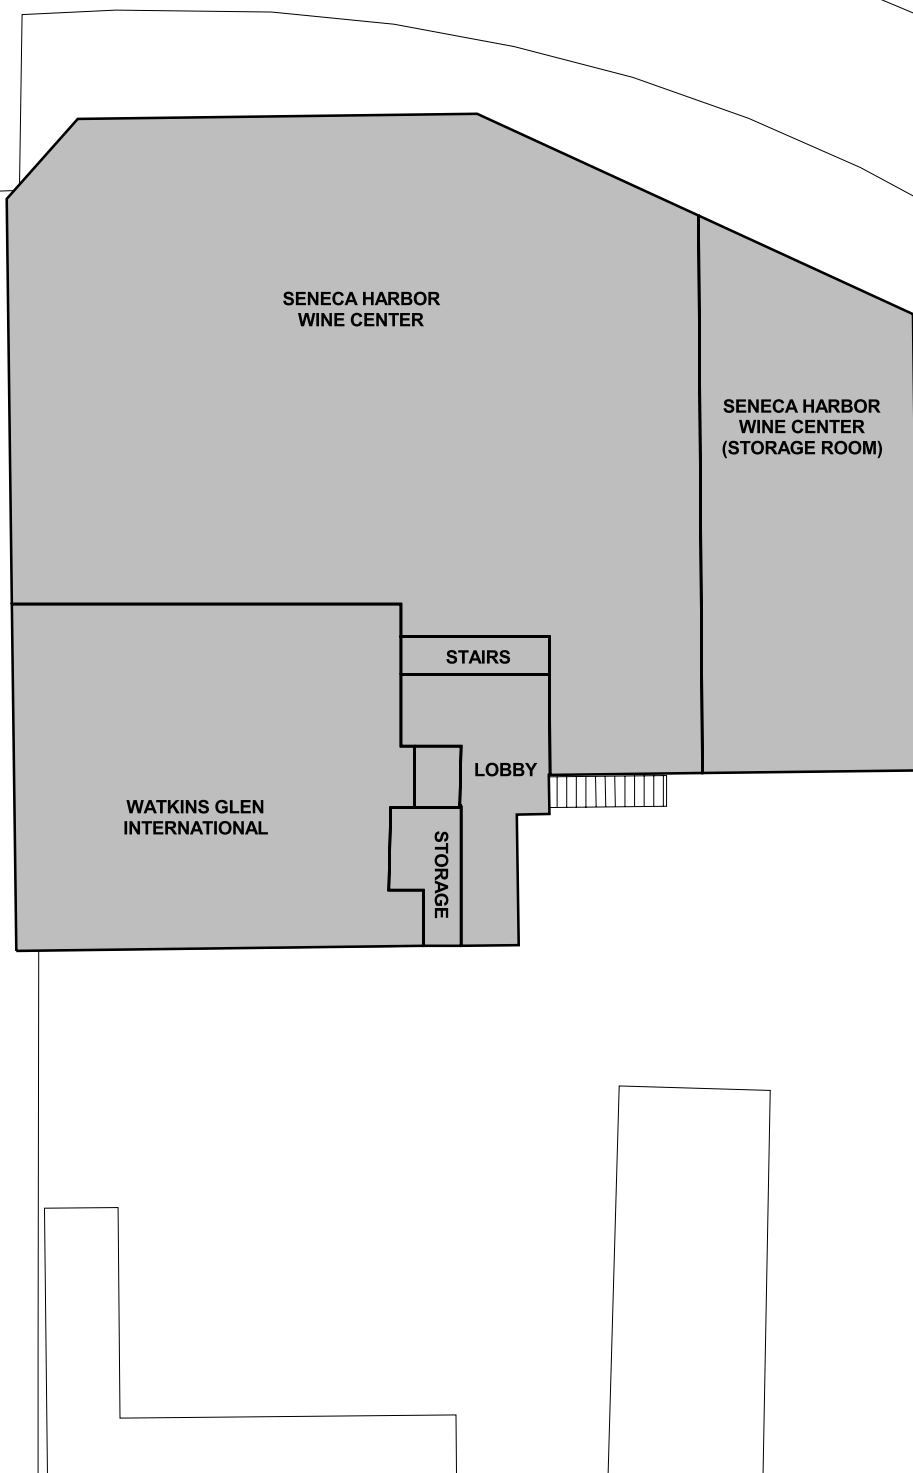 SENECA HARBOR
WINE CENTER
SENECA HARBOR
WINE CENTER
(STORAGE ROOM)
STAIRS
LOBBY
WATKINS GLEN
INTERNATIONAL
STORAGE